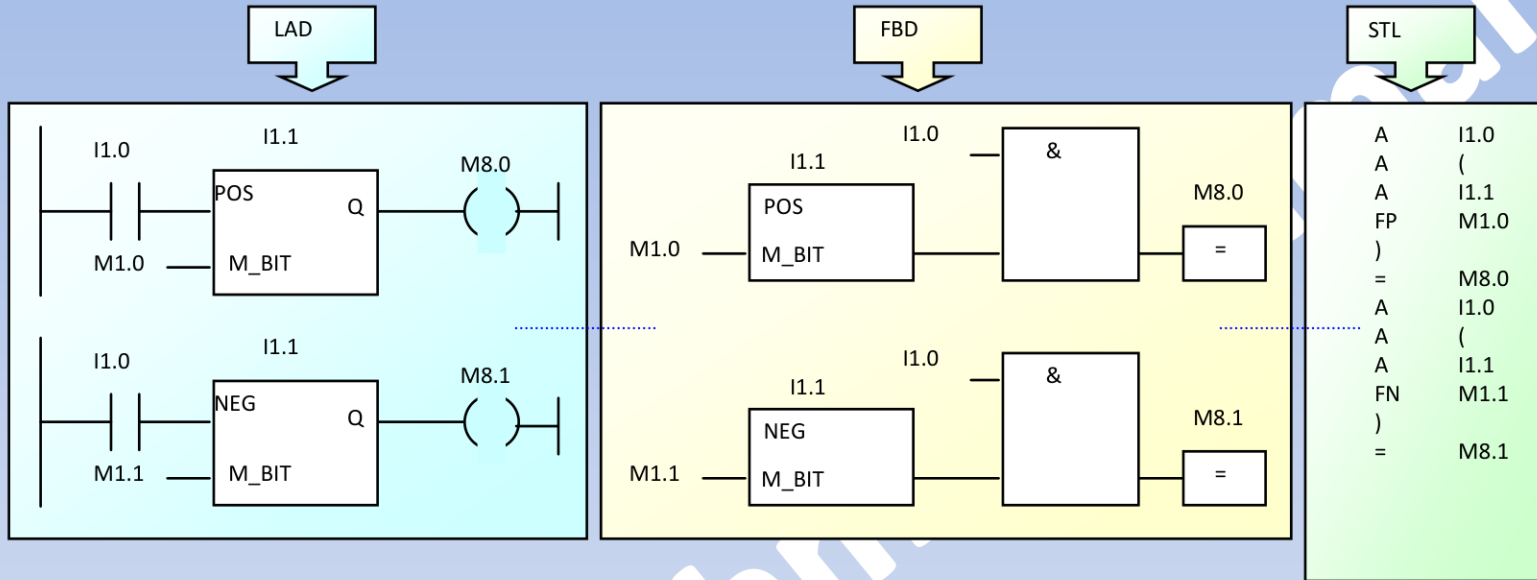 LAD
I1.0
I1.1
M8.0
POS
Q
M1.0
M_BIT
I1.0
I1.1
M8.1
NEG
Q
M1.1
M_BIT
FBD
I1.0
&
I1.1
M8.0
POS
M1.0
M_BIT
=
I1.0
&
I1.1
M8.1
NEG
M1.1
M_BIT
=
STL
A I1.0
A (
A I1.1
FP M1.0
)
= M8.0
A I1.0
A (
A I1.1
FN M1.1
)
= M8.1